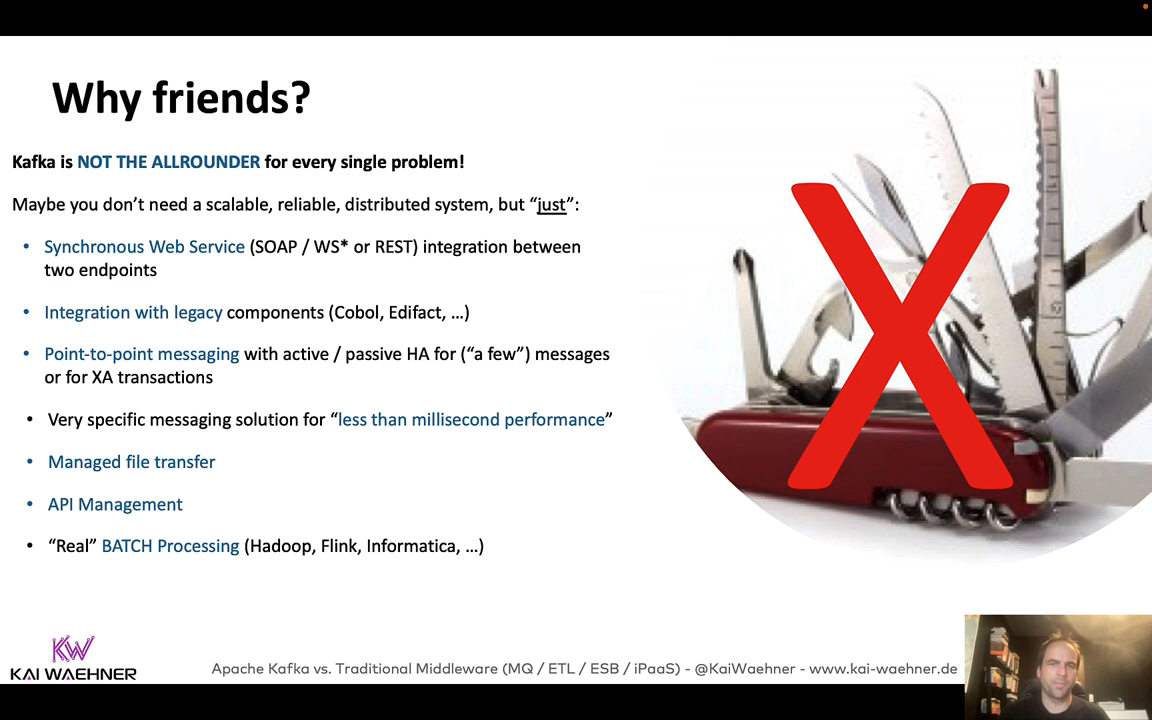 Why friends?
Kafka is NOT THE ALLROUNDER for every single problem!
Maybe you don’t need a scalable, reliable, distributed system, but “just”:
• Synchronous Web Service (SOAP / WS* or REST) integration between
two endpoints
• Integration with legacy components (Cobol, Edifact, …)
• Point-to-point messaging with active / passive HA for (“a few”) messages
or for XA transactions
• Very specific messaging solution for “less than millisecond performance”
• Managed file transfer
• API Management
• “Real” BATCH Processing (Hadoop, Flink, Informatica, …)
KW
KAI WAEHNER
Apache Kafka vs. Traditional Middleware (MQ / ETL / ESB / iPaaS) - @KaiWaehner - www.kai-waehner.de